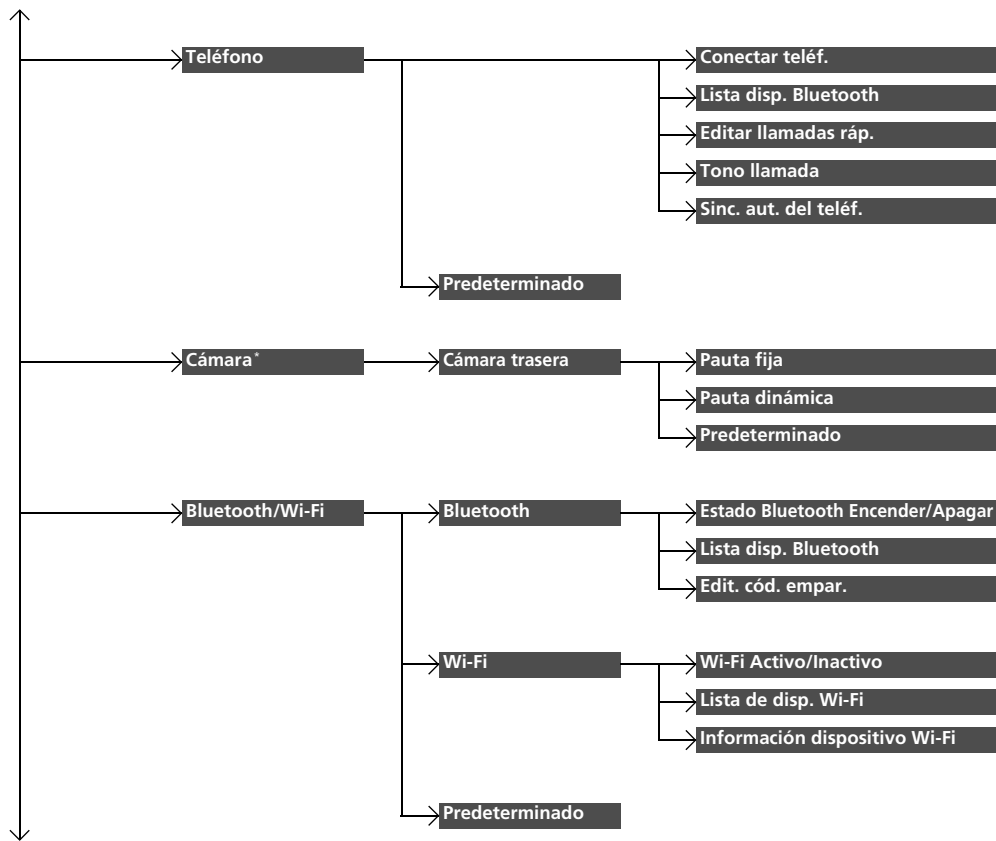 Teléfono
Conectar teléf.
Lista disp. Bluetooth
Editar llamadas ráp.
Tono llamada
Sinc. aut. del teléf.
Predeterminado
Cámara*
Cámara trasera
Pauta fija
Pauta dinámica
Predeterminado
Bluetooth/Wi-Fi
Bluetooth
Estado Bluetooth Encender/Apagar
Lista disp. Bluetooth
Edit. cód. empar.
Wi-Fi
Wi-Fi Activo/Inactivo
Lista de disp. Wi-Fi
Información dispositivo Wi-Fi
Predeterminado